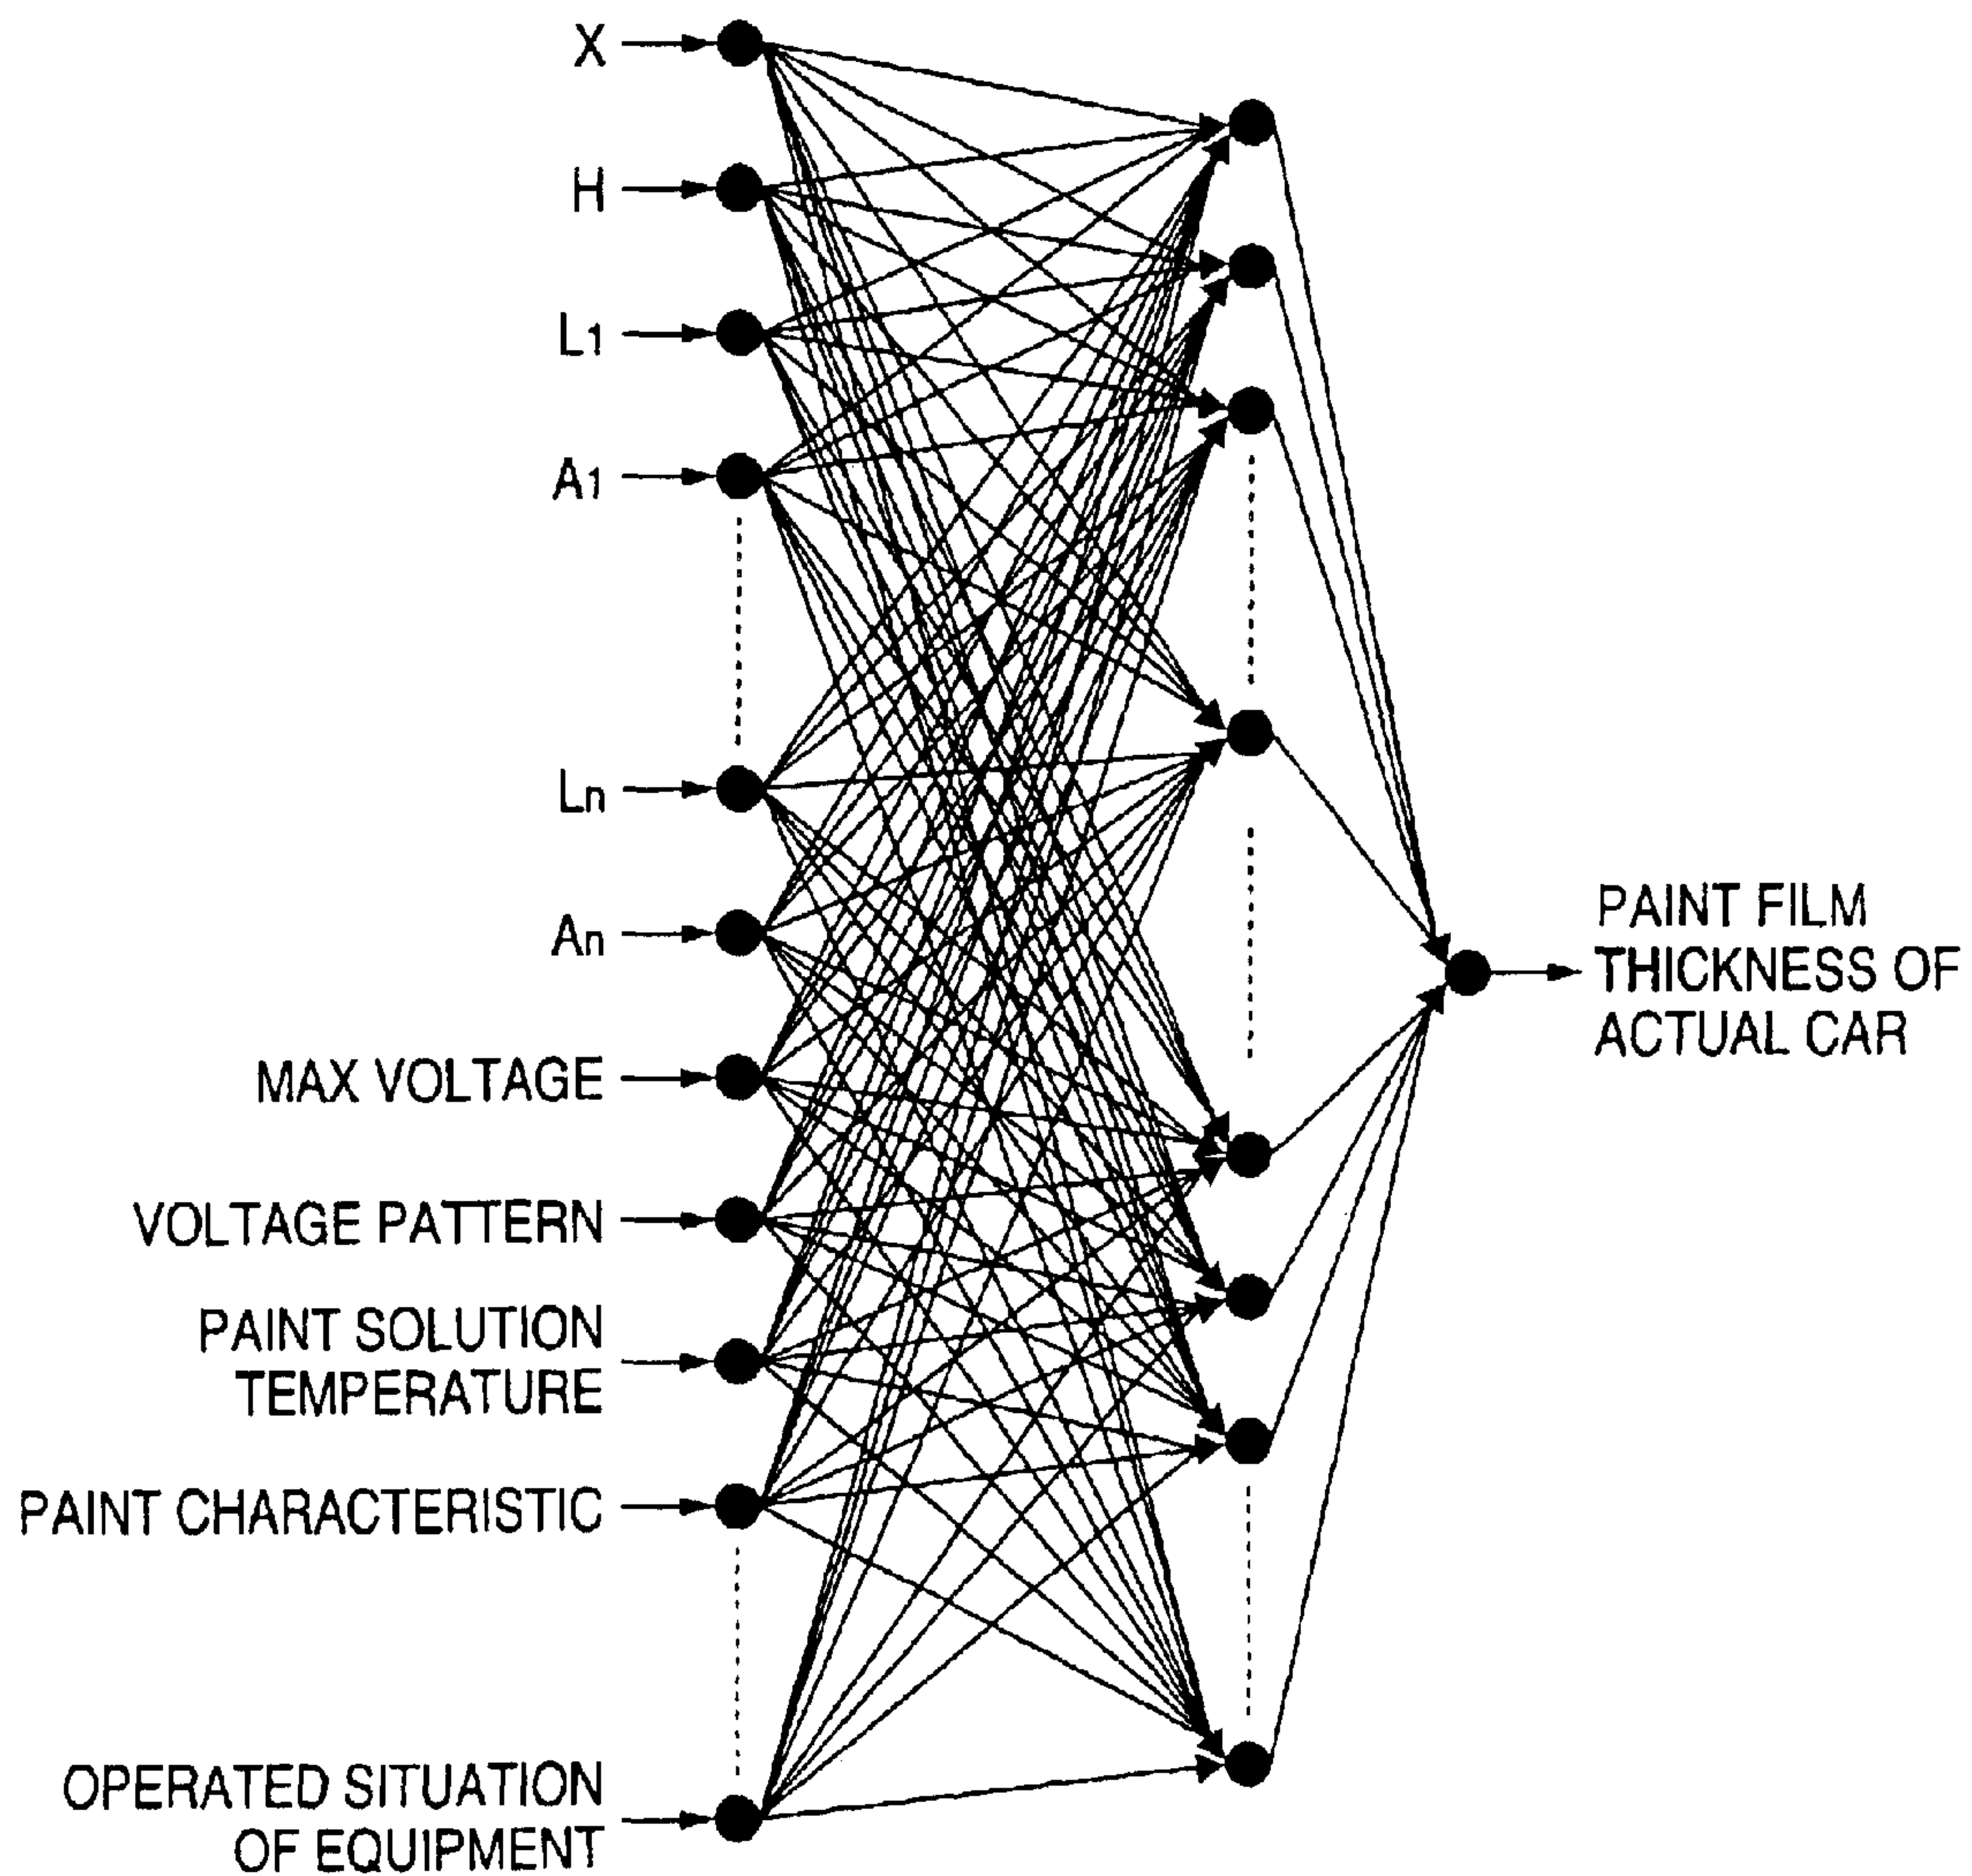 X
H
L1
A1
Ln
An
MAX VOLTAGE
VOLTAGE PATTERN
PAINT SOLUTION
TEMPERATURE
PAINT CHARACTERISTIC
OPERATED SITUATION
OF EQUIPMENT
PAINT FILM
THICKNESS OF
ACTUAL CAR